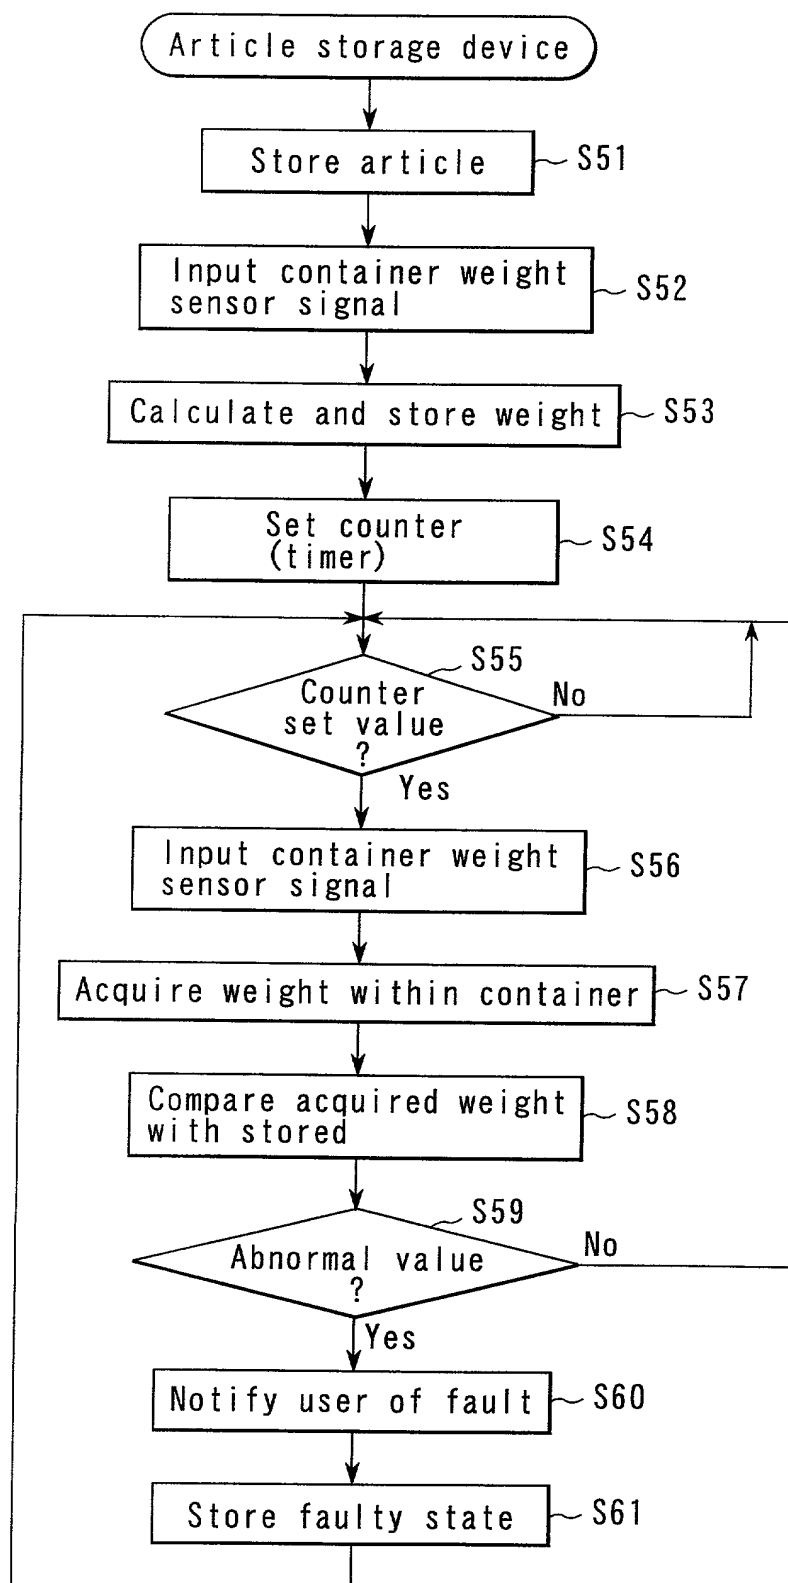 Article storage device
Store article
S51
Input container weight
sensor signal
S52
Calculate and store weight
S53
Set counter
(timer)
S54
S55
Counter
set value
?
No
Yes
Input container weight
sensor signal
S56
Acquire weight within container
S57
Compare acquired weight
with stored
S58
S59
Abnormal value
?
No
Yes
Notify user of fault
S60
Store faulty state
S61